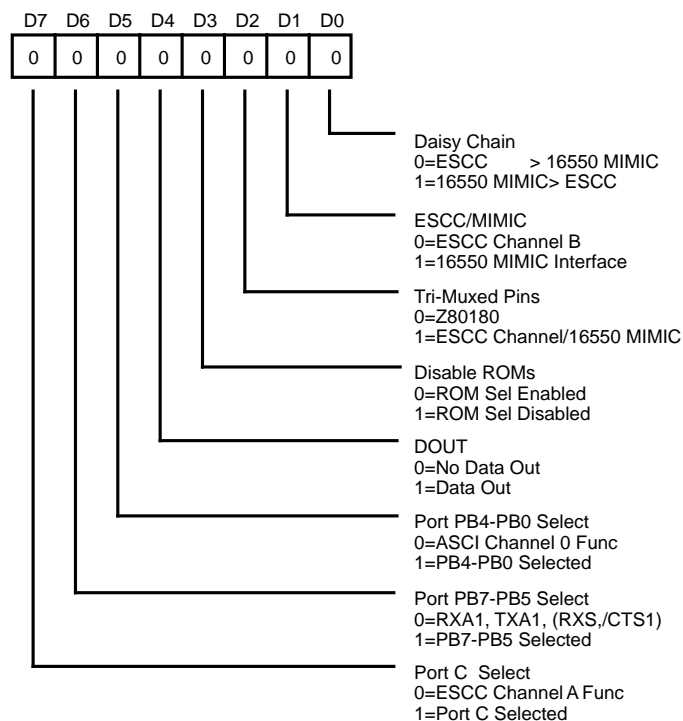 D7 D6 D5 D4 D3 D2 D1 D0
0 0 0 0 0 0 0 0
Daisy Chain
0=ESCC > 16550 MIMIC
1=16550 MIMIC> ESCC
ESCC/MIMIC
0=ESCC Channel B
1=16550 MIMIC Interface
Tri-Muxed Pins
0=Z80180
1=ESCC Channel/16550 MIMIC
Disable ROMs
0=ROM Sel Enabled
1=ROM Sel Disabled
DOUT
0=No Data Out
1=Data Out
Port PB4-PB0 Select
0=ASCI Channel 0 Func
1=PB4-PB0 Selected
Port PB7-PB5 Select
0=RXA1, TXA1, (RXS,/CTS1)
1=PB7-PB5 Selected
Port C Select
0=ESCC Channel A Func
1=Port C Selected